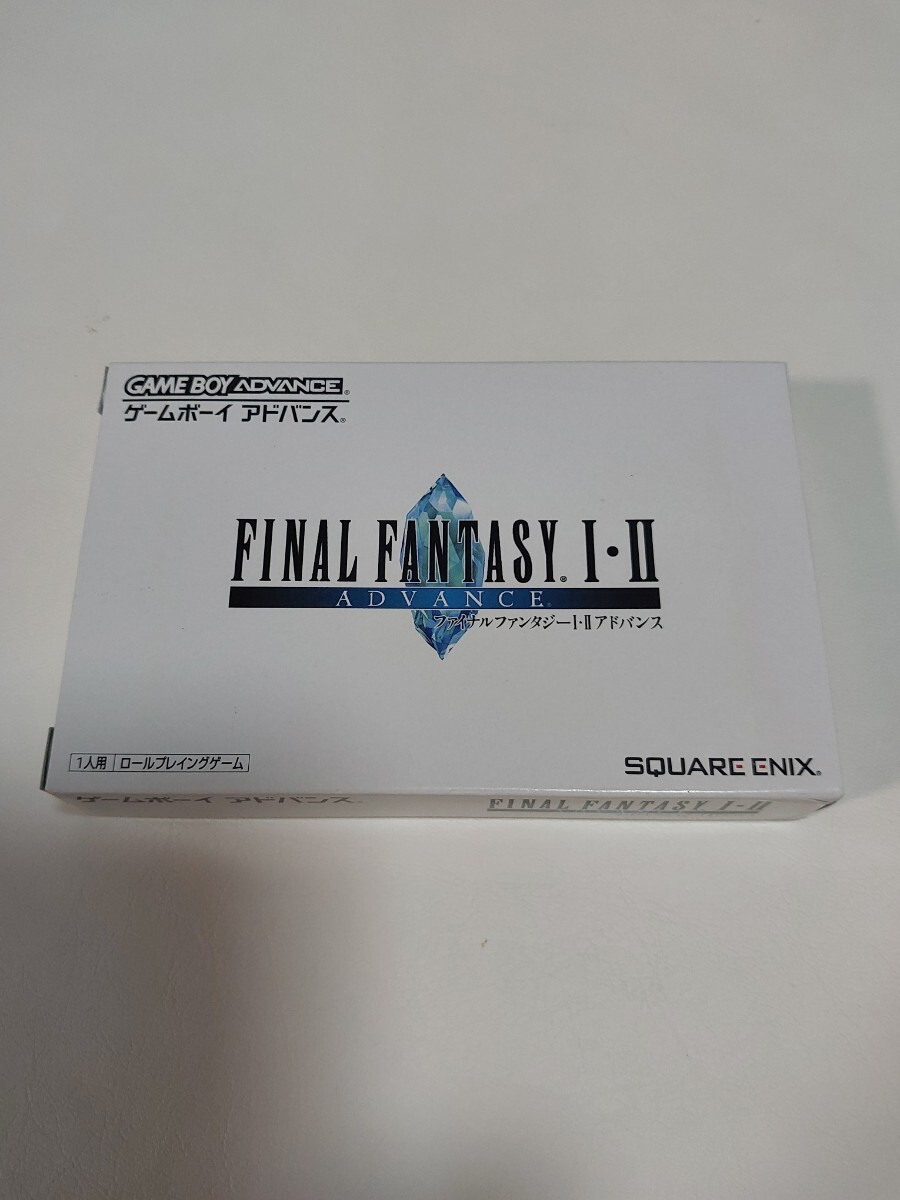 GAME BOY ADVANCE®
ゲームボーイ アドバンス®
FINAL FANTASY® I・II
ADVANCE®
ファイナルファンタジーI・IIアドバンス
1人用 ロールプレイングゲーム
SQUARE ENIX®
ゲームボーイ アドバンス®
FINAL FANTASY I・II